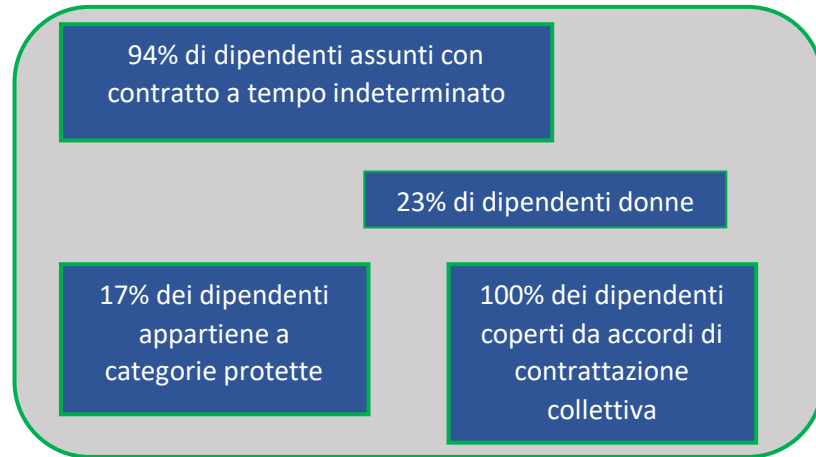 94% di dipendenti assunti con
contratto a tempo indeterminato
23% di dipendenti donne
17% dei dipendenti
appartiene a
categorie protette
100% dei dipendenti
coperti da accordi di
contrattazione
collettiva